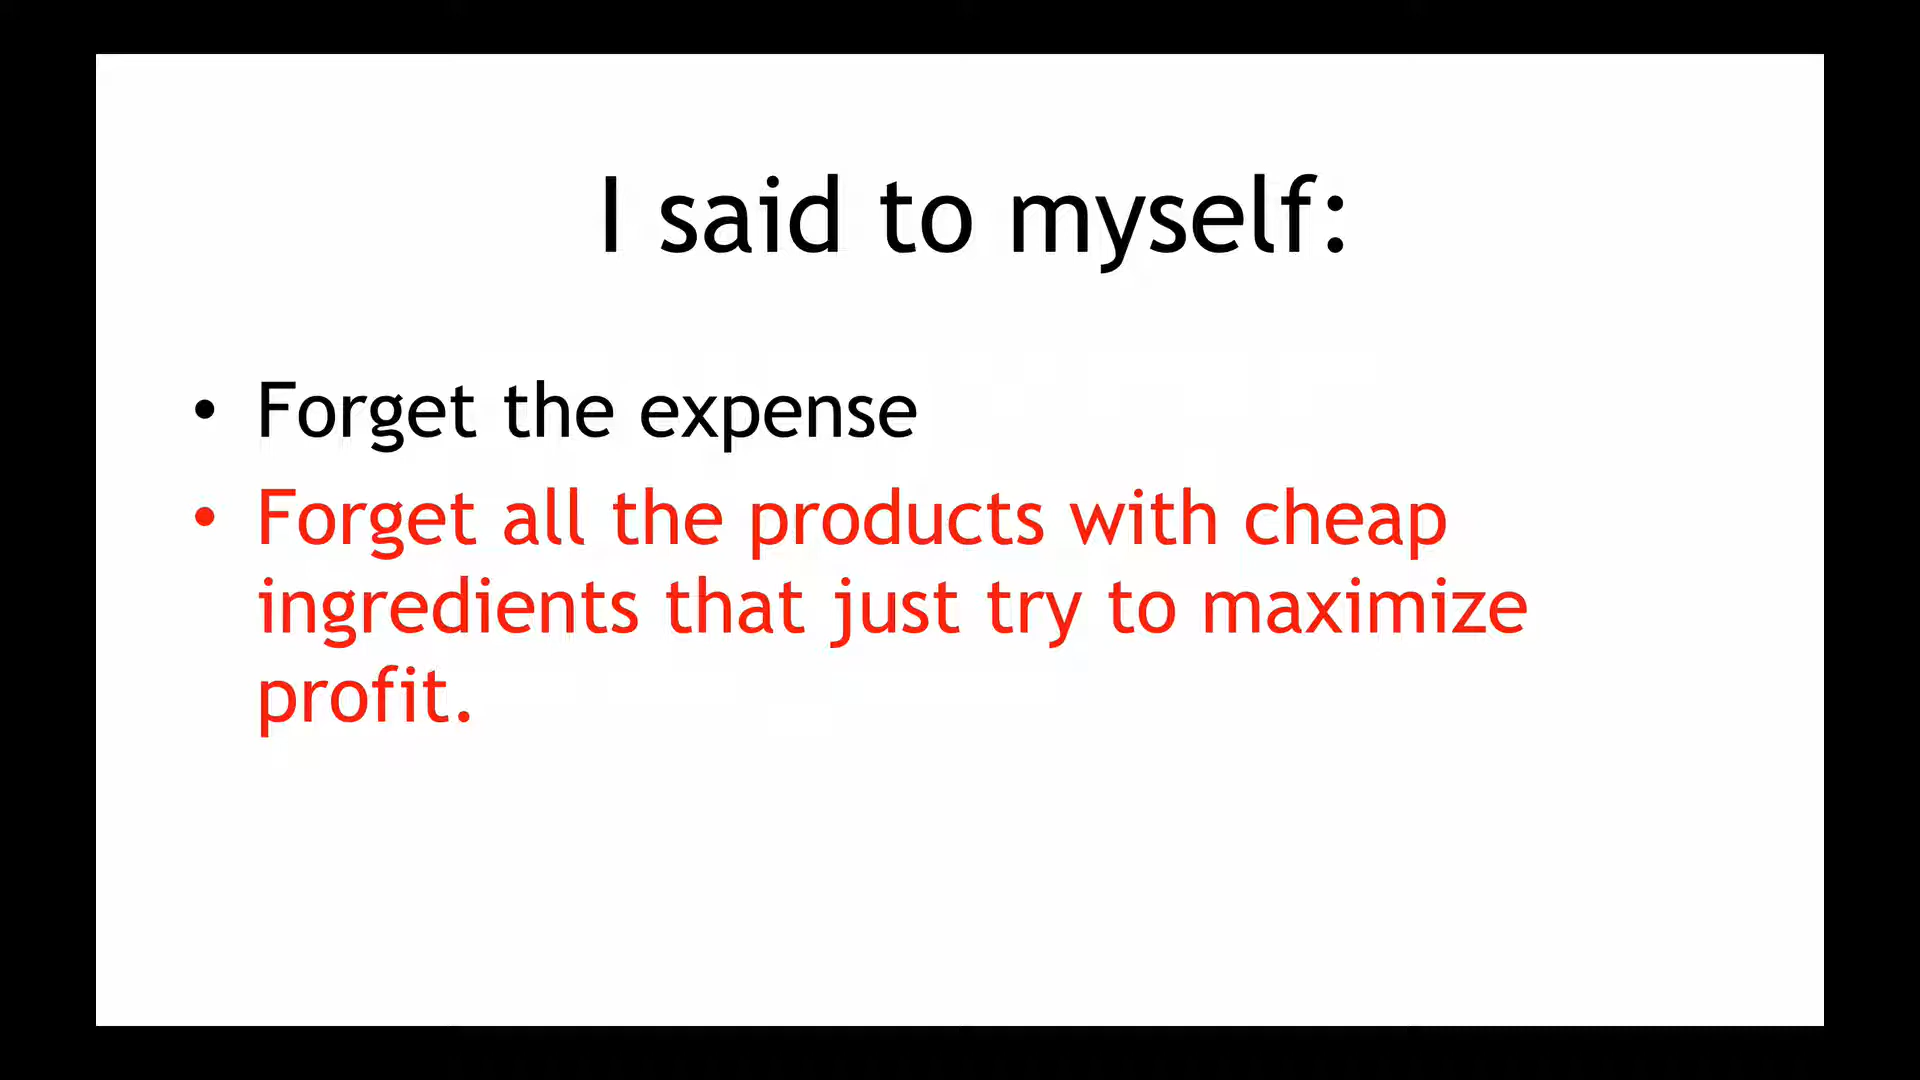 I said to myself:
• Forget the expense
• Forget all the products with cheap
ingredients that just try to maximize
profit.